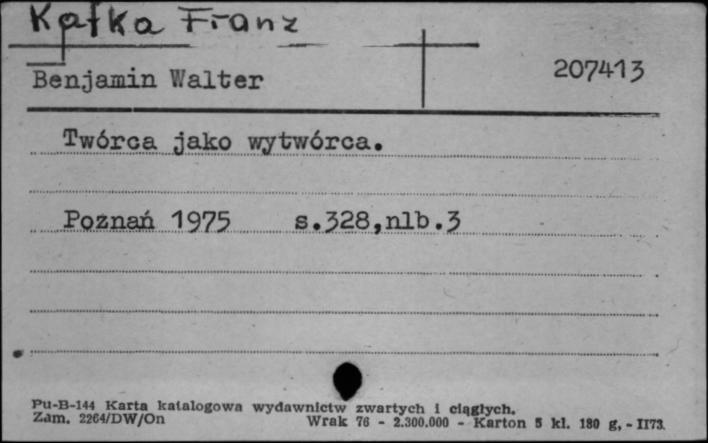 Kafka Franz
Benjamin Walter 207413
Twórca jako wytwórca.
Poznań 1975 s.328,nlb.3
Pu-B-144 Karta katalogowa wydawnictw zwartych i ciągłych.
Zam. 2264/DW/On Wrak 76 - 2.300.000 - Karton 5 kl. 180 g, - II73.